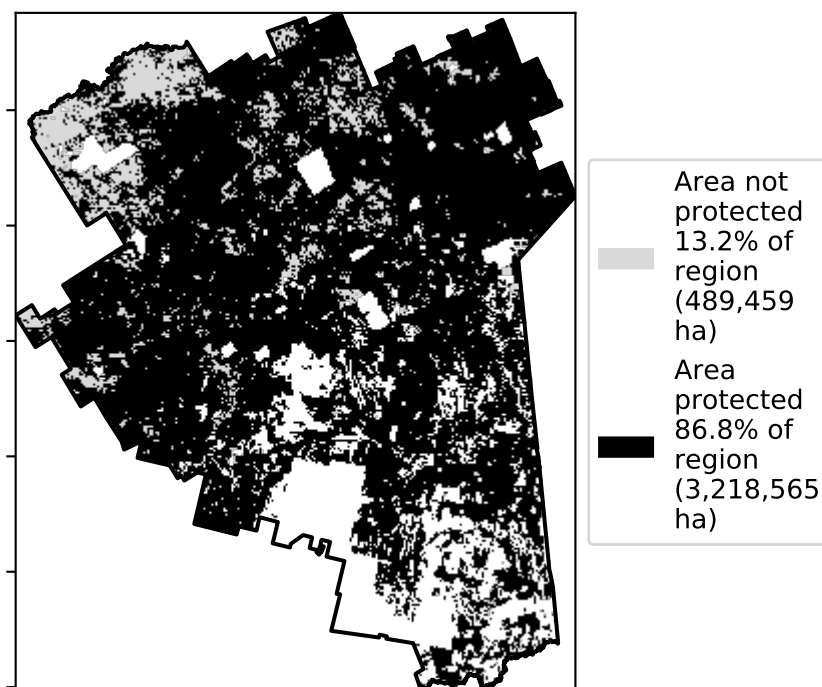 Area not
protected
13.2% of
region
(489,459
ha)
Area
protected
86.8% of
region
(3,218,565
ha)